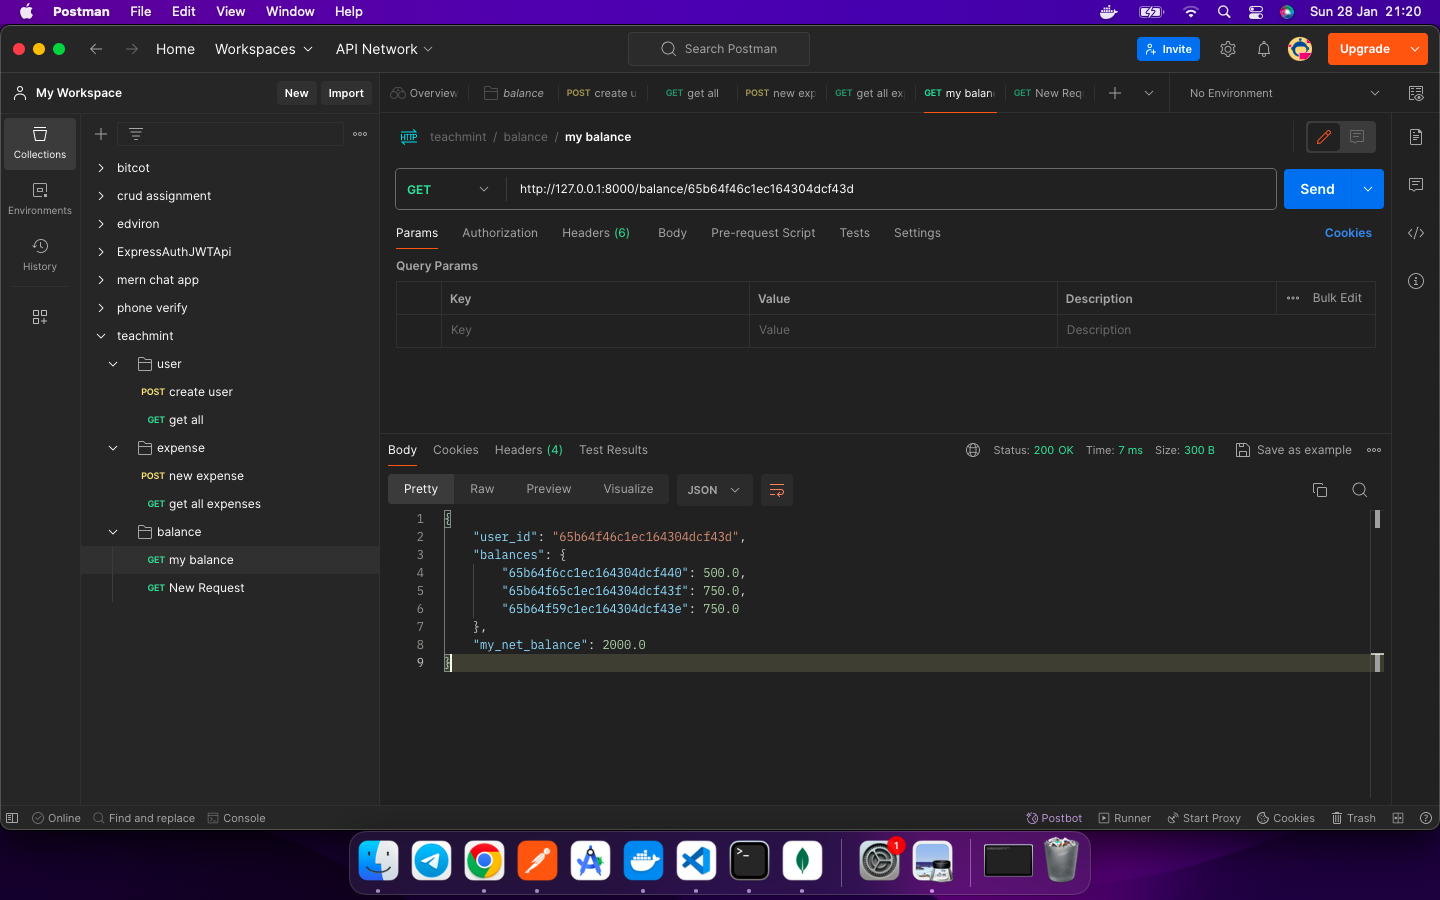 Postman File Edit View Window Help Sun 28 Jan 21:20
Home Workspaces API Network Search Postman Invite Upgrade
My Workspace New Import Overview balance POST create u GET get all POST new exp GET get all ex GET my balan GET New Req No Environment
teachmint / balance / my balance
Collections
Environments
History
bitcot
crud assignment
edviron
ExpressAuthJWTApi
mern chat app
phone verify
teachmint
user
POST create user
GET get all
expense
POST new expense
GET get all expenses
balance
GET my balance
GET New Request
HTTP
GET http://127.0.0.1:8000/balance/65b64f46c1ec164304dcf43d Send
Params Authorization Headers (6) Body Pre-request Script Tests Settings Cookies
Query Params
Key Value Description Bulk Edit
Key Value Description
Body Cookies Headers (4) Test Results Status: 200 OK Time: 7 ms Size: 300 B Save as example
Pretty Raw Preview Visualize JSON
1 {
2 "user_id": "65b64f46c1ec164304dcf43d",
3 "balances": {
4 "65b64f6cc1ec164304dcf440": 500.0,
5 "65b64f65c1ec164304dcf43f": 750.0,
6 "65b64f59c1ec164304dcf43e": 750.0
7 },
8 "my_net_balance": 2000.0
9 }
Online Find and replace Console Postbot Runner Start Proxy Cookies Trash
1